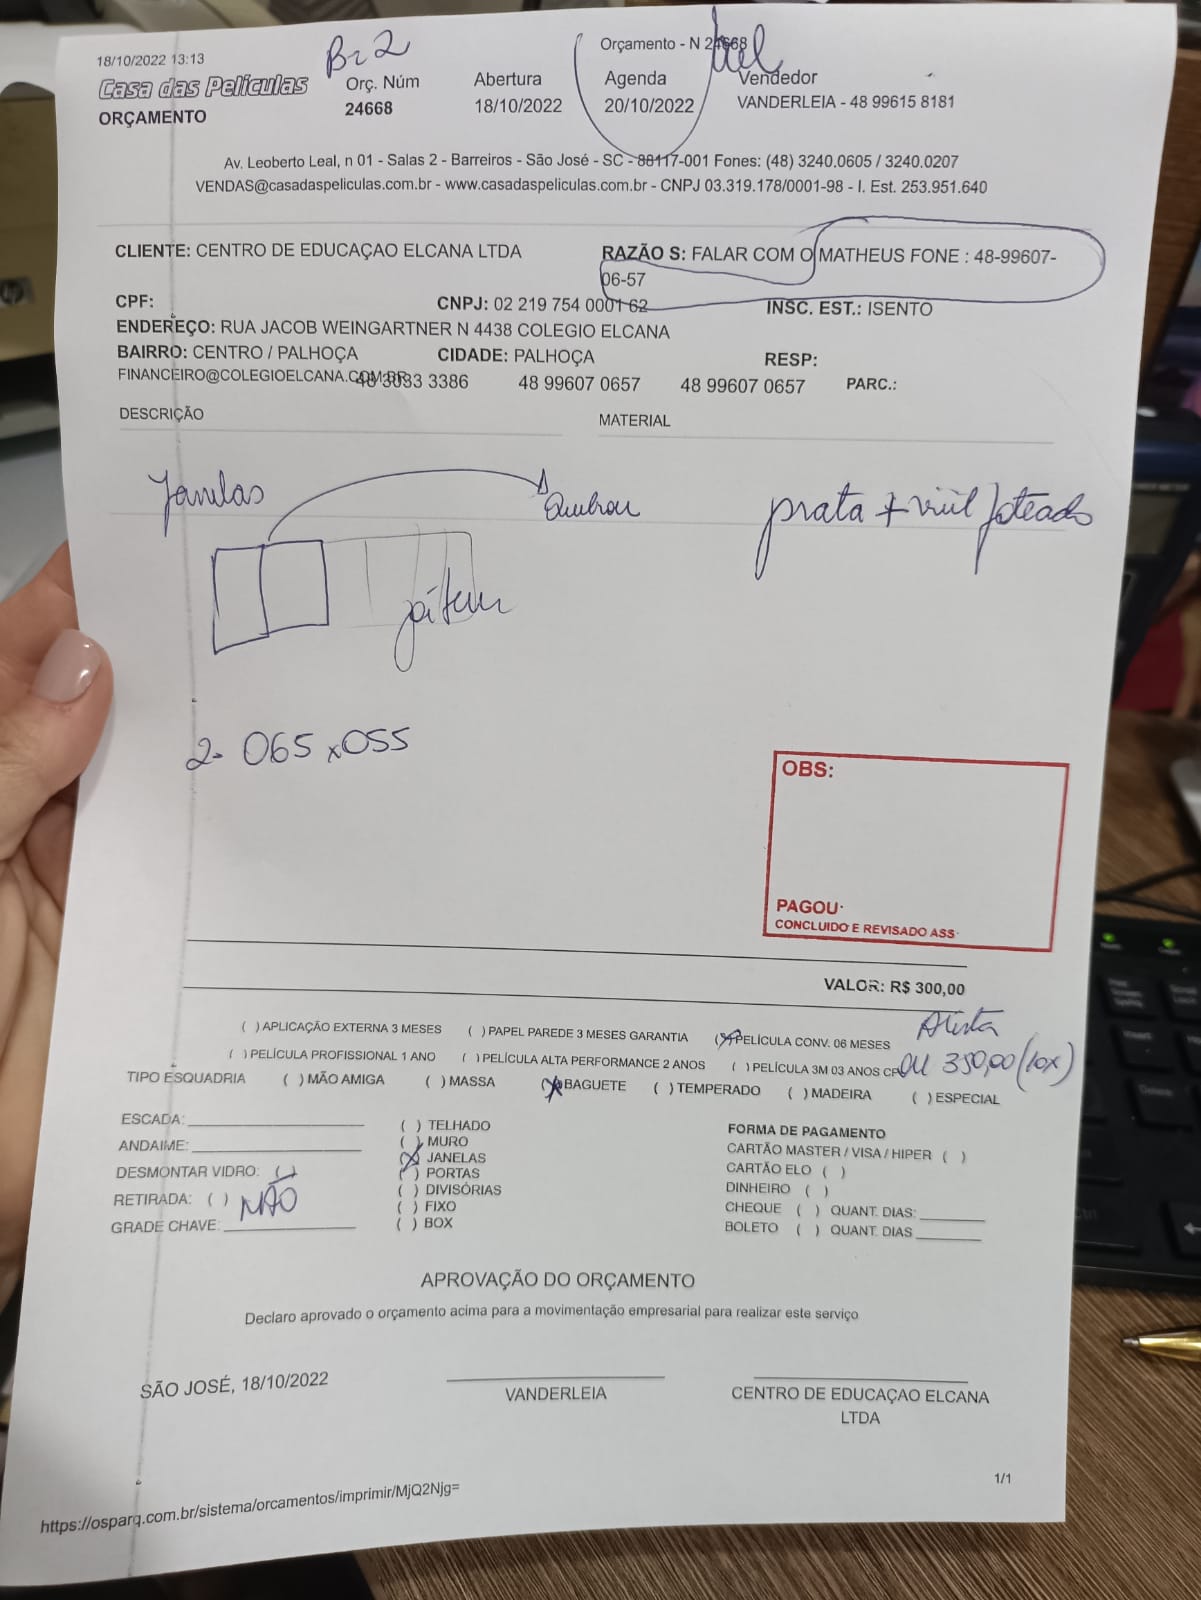 18/10/2022 13:13
Br 2
Orçamento - N 24668
Casa das Películas
ORÇAMENTO
Orç. Núm
24668
Abertura
18/10/2022
Agenda
20/10/2022
Vendedor
VANDERLEIA - 48 99615 8181
Av. Leoberto Leal, n 01 - Salas 2 - Barreiros - São José - SC - 88117-001 Fones: (48) 3240.0605 / 3240.0207
VENDAS@casadaspeliculas.com.br - www.casadaspeliculas.com.br - CNPJ 03.319.178/0001-98 - I. Est. 253.951.640
CLIENTE: CENTRO DE EDUCAÇAO ELCANA LTDA
RAZÃO S: FALAR COM O MATHEUS FONE : 48-99607-
06-57
CPF:
CNPJ: 02 219 754 0001 62
INSC. EST.: ISENTO
ENDEREÇO: RUA JACOB WEINGARTNER N 4438 COLEGIO ELCANA
BAIRRO: CENTRO / PALHOÇA
CIDADE: PALHOÇA
RESP:
FINANCEIRO@COLEGIOELCANA.COM.BR
48 3033 3386
48 99607 0657
48 99607 0657
PARC.:
DESCRIÇÃO
MATERIAL
Janelas
Quebrou
prata + vinil joteado
já tem
2- 065 x 055
OBS:
PAGOU:
CONCLUIDO E REVISADO ASS:
VALOR: R$ 300,00
Avista
( ) APLICAÇÃO EXTERNA 3 MESES ( ) PAPEL PAREDE 3 MESES GARANTIA (X) PELÍCULA CONV. 06 MESES
( ) PELÍCULA PROFISSIONAL 1 ANO ( ) PELÍCULA ALTA PERFORMANCE 2 ANOS ( ) PELÍCULA 3M 03 ANOS
OU 350,00 (10x)
TIPO ESQUADRIA ( ) MÃO AMIGA ( ) MASSA (X) BAGUETE ( ) TEMPERADO ( ) MADEIRA ( ) ESPECIAL
ESCADA:
ANDAIME:
DESMONTAR VIDRO: ( )
RETIRADA: ( ) NÃO
GRADE CHAVE:
( ) TELHADO
( ) MURO
(X) JANELAS
( ) PORTAS
( ) DIVISÓRIAS
( ) FIXO
( ) BOX
FORMA DE PAGAMENTO
CARTÃO MASTER / VISA / HIPER ( )
CARTÃO ELO ( )
DINHEIRO ( )
CHEQUE ( ) QUANT. DIAS:
BOLETO ( ) QUANT. DIAS
APROVAÇÃO DO ORÇAMENTO
Declaro aprovado o orçamento acima para a movimentação empresarial para realizar este serviço
SÃO JOSÉ, 18/10/2022
VANDERLEIA
CENTRO DE EDUCAÇAO ELCANA
LTDA
1/1
https://osparq.com.br/sistema/orcamentos/imprimir/MjQ2Njg=